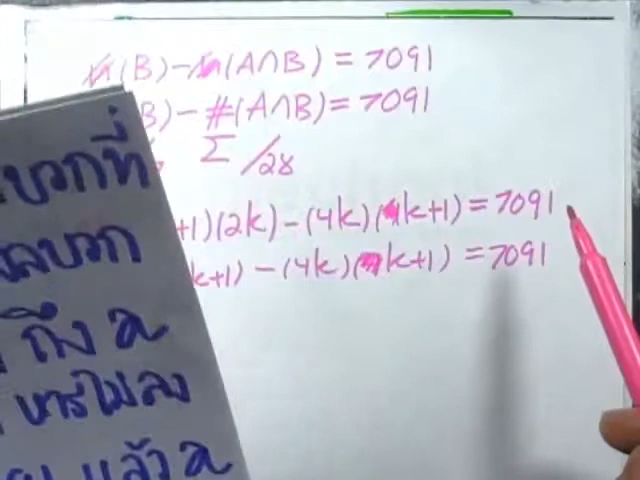 n(B) - n(A∩B) = 7091
B) - #(A∩B) = 7091
Σ /28
+1)(2k) - (4k)(k+1) = 7091
k+1) - (4k)(k+1) = 7091
บวกที่
ลบวก
ถึง a
หารไม่ลง
แล้ว a